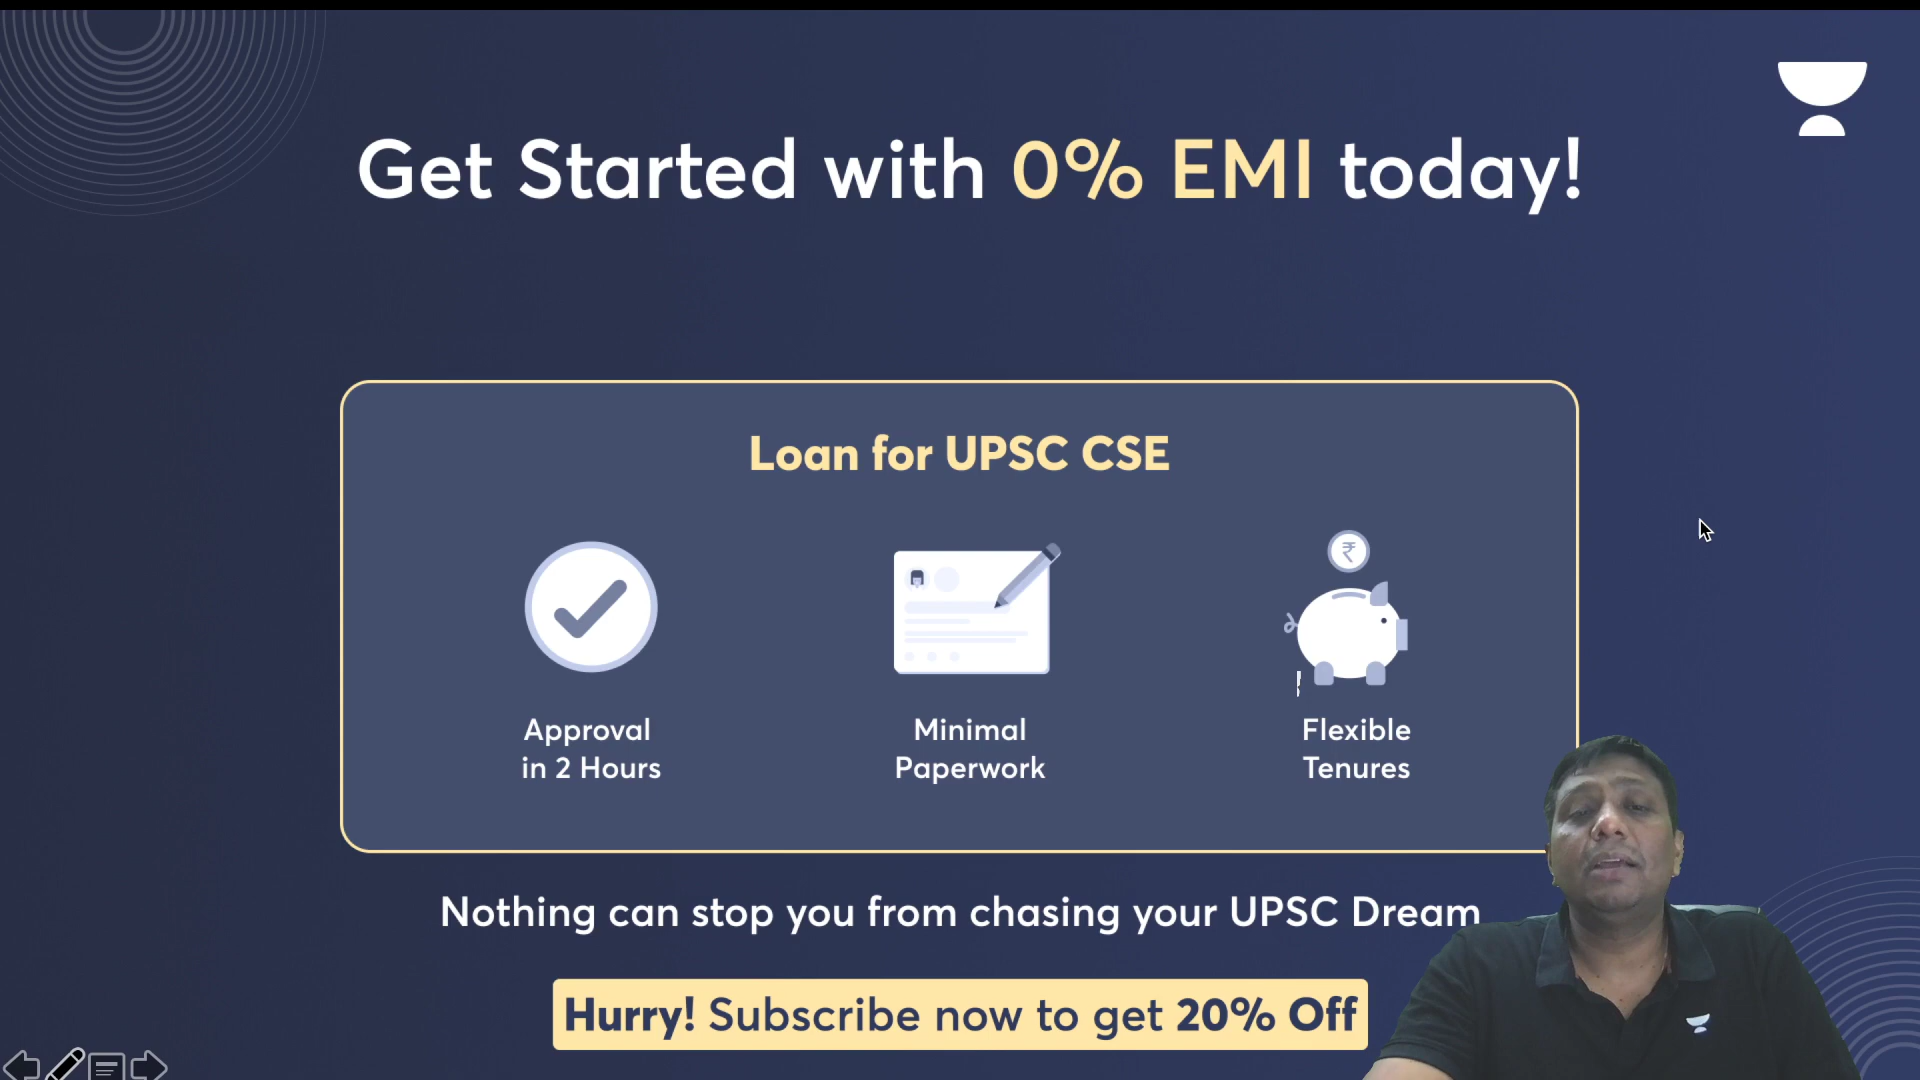 Get Started with 0% EMI today!
Loan for UPSC CSE
Approval
in 2 Hours
Minimal
Paperwork
Flexible
Tenures
Nothing can stop you from chasing your UPSC Dream
Hurry! Subscribe now to get 20% Off